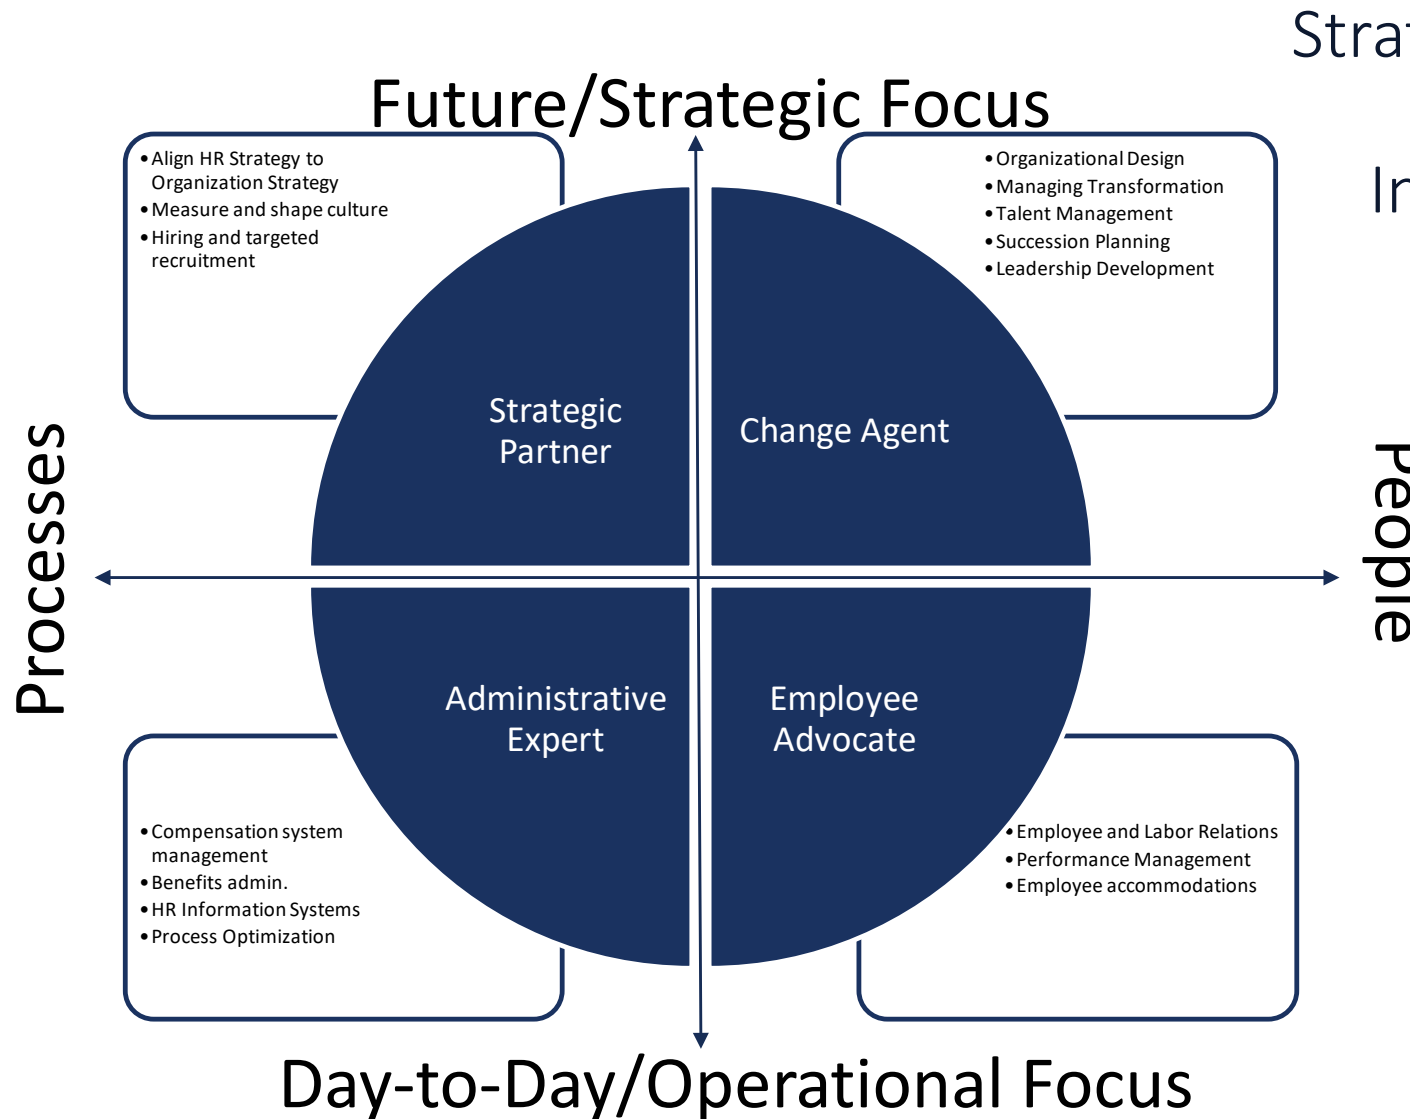 Future/Strategic Focus
• Align HR Strategy to
Organization Strategy
• Measure and shape culture
• Hiring and targeted
recruitment
• Organizational Design
• Managing Transformation
• Talent Management
• Succession Planning
• Leadership Development
Strategic
Partner
Change Agent
Processes
People
Administrative
Expert
Employee
Advocate
• Compensation system
management
• Benefits admin.
• HR Information Systems
• Process Optimization
• Employee and Labor Relations
• Performance Management
• Employee accommodations
Day-to-Day/Operational Focus